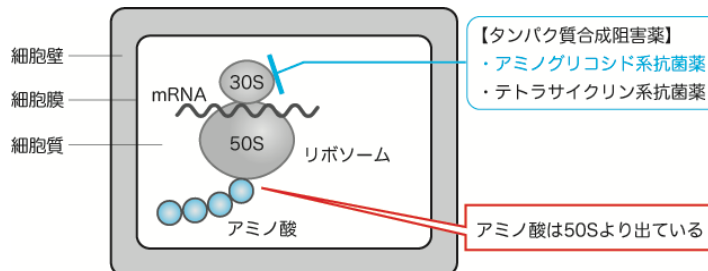 細胞壁
細胞膜
細胞質
mRNA
30S
50S
リボソーム
アミノ酸
【タンパク質合成阻害薬】
・アミノグリコシド系抗菌薬
・テトラサイクリン系抗菌薬
アミノ酸は50Sより出ている